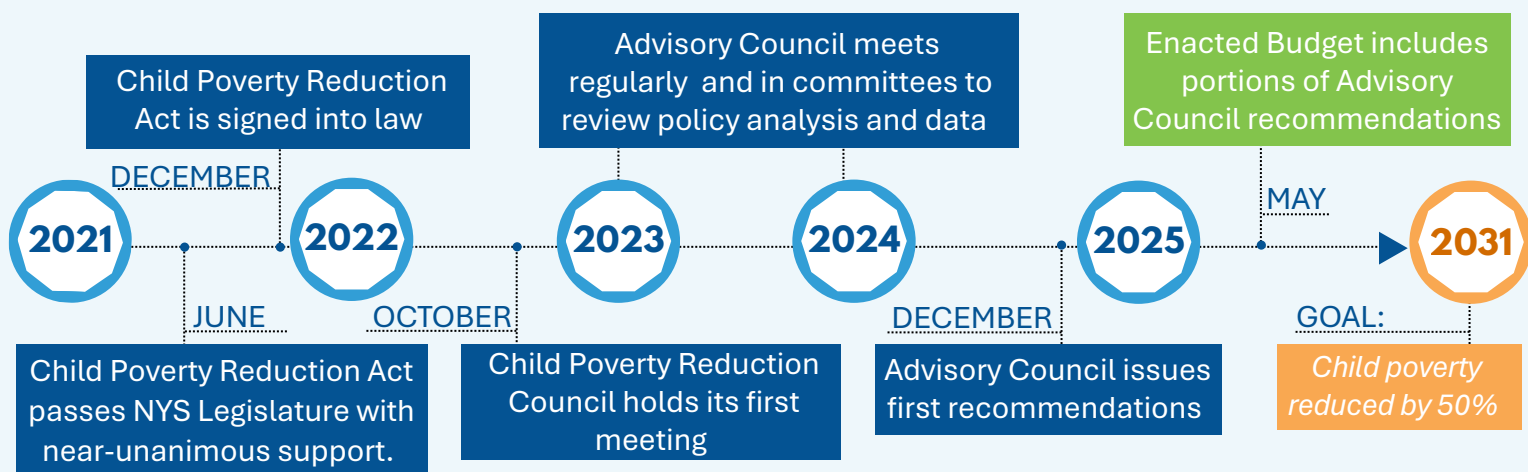 Child Poverty Reduction
Act is signed into law
Advisory Council meets
regularly and in committees to
review policy analysis and data
Enacted Budget includes
portions of Advisory
Council recommendations
DECEMBER
MAY
2021
2022
2023
2024
2025
2031
JUNE
OCTOBER
DECEMBER
GOAL:
Child Poverty Reduction Act
passes NYS Legislature with
near-unanimous support.
Child Poverty Reduction
Council holds its first
meeting
Advisory Council issues
first recommendations
Child poverty
reduced by 50%